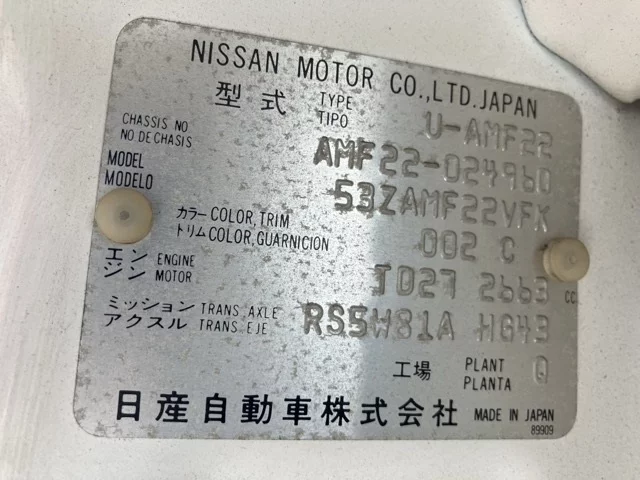 NISSAN MOTOR CO.,LTD.JAPAN
型式 TYPE TIPO U-AMF22
CHASSIS NO NO DE CHASIS AMF22-024960
MODEL MODELO 53ZAMF22VFX
カラー COLOR,TRIM トリム COLOR,GUARNICION 002 C
エンジン ENGINE MOTOR TD27 2663 CC
ミッション TRANS. AXLE アクスル TRANS. EJE RS5W81A HG43
工場 PLANT PLANTA Q
日産自動車株式会社 MADE IN JAPAN
89909